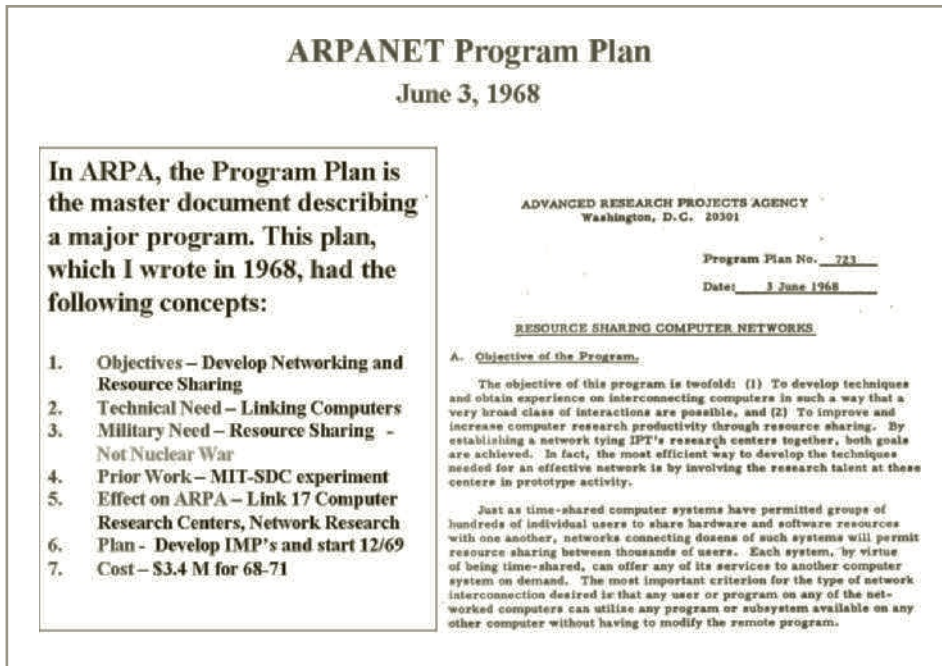 ARPANET Program Plan
June 3, 1968
In ARPA, the Program Plan is
the master document describing
a major program. This plan,
which I wrote in 1968, had the
following concepts:
1. Objectives – Develop Networking and
Resource Sharing
2. Technical Need – Linking Computers
3. Military Need – Resource Sharing -
Not Nuclear War
4. Prior Work – MIT-SDC experiment
5. Effect on ARPA – Link 17 Computer
Research Centers, Network Research
6. Plan - Develop IMP's and start 12/69
7. Cost – $3.4 M for 68-71
ADVANCED RESEARCH PROJECTS AGENCY
Washington, D.C. 20301
Program Plan No. 723
Date: 3 June 1968
RESOURCE SHARING COMPUTER NETWORKS
A. Objective of the Program.
The objective of this program is twofold: (1) To develop techniques
and obtain experience on interconnecting computers in such a way that a
very broad class of interactions are possible, and (2) To improve and
increase computer research productivity through resource sharing. By
establishing a network tying IPT's research centers together, both goals
are achieved. In fact, the most efficient way to develop the techniques
needed for an effective network is by involving the research talent at these
centers in prototype activity.
Just as time-shared computer systems have permitted groups of
hundreds of individual users to share hardware and software resources
with one another, networks connecting dozens of such systems will permit
resource sharing between thousands of users. Each system, by virtue
of being time-shared, can offer any of its services to another computer
system on demand. The most important criterion for the type of network
interconnection desired is that any user or program on any of the net-
worked computers can utilize any program or subsystem available on any
other computer without having to modify the remote program.